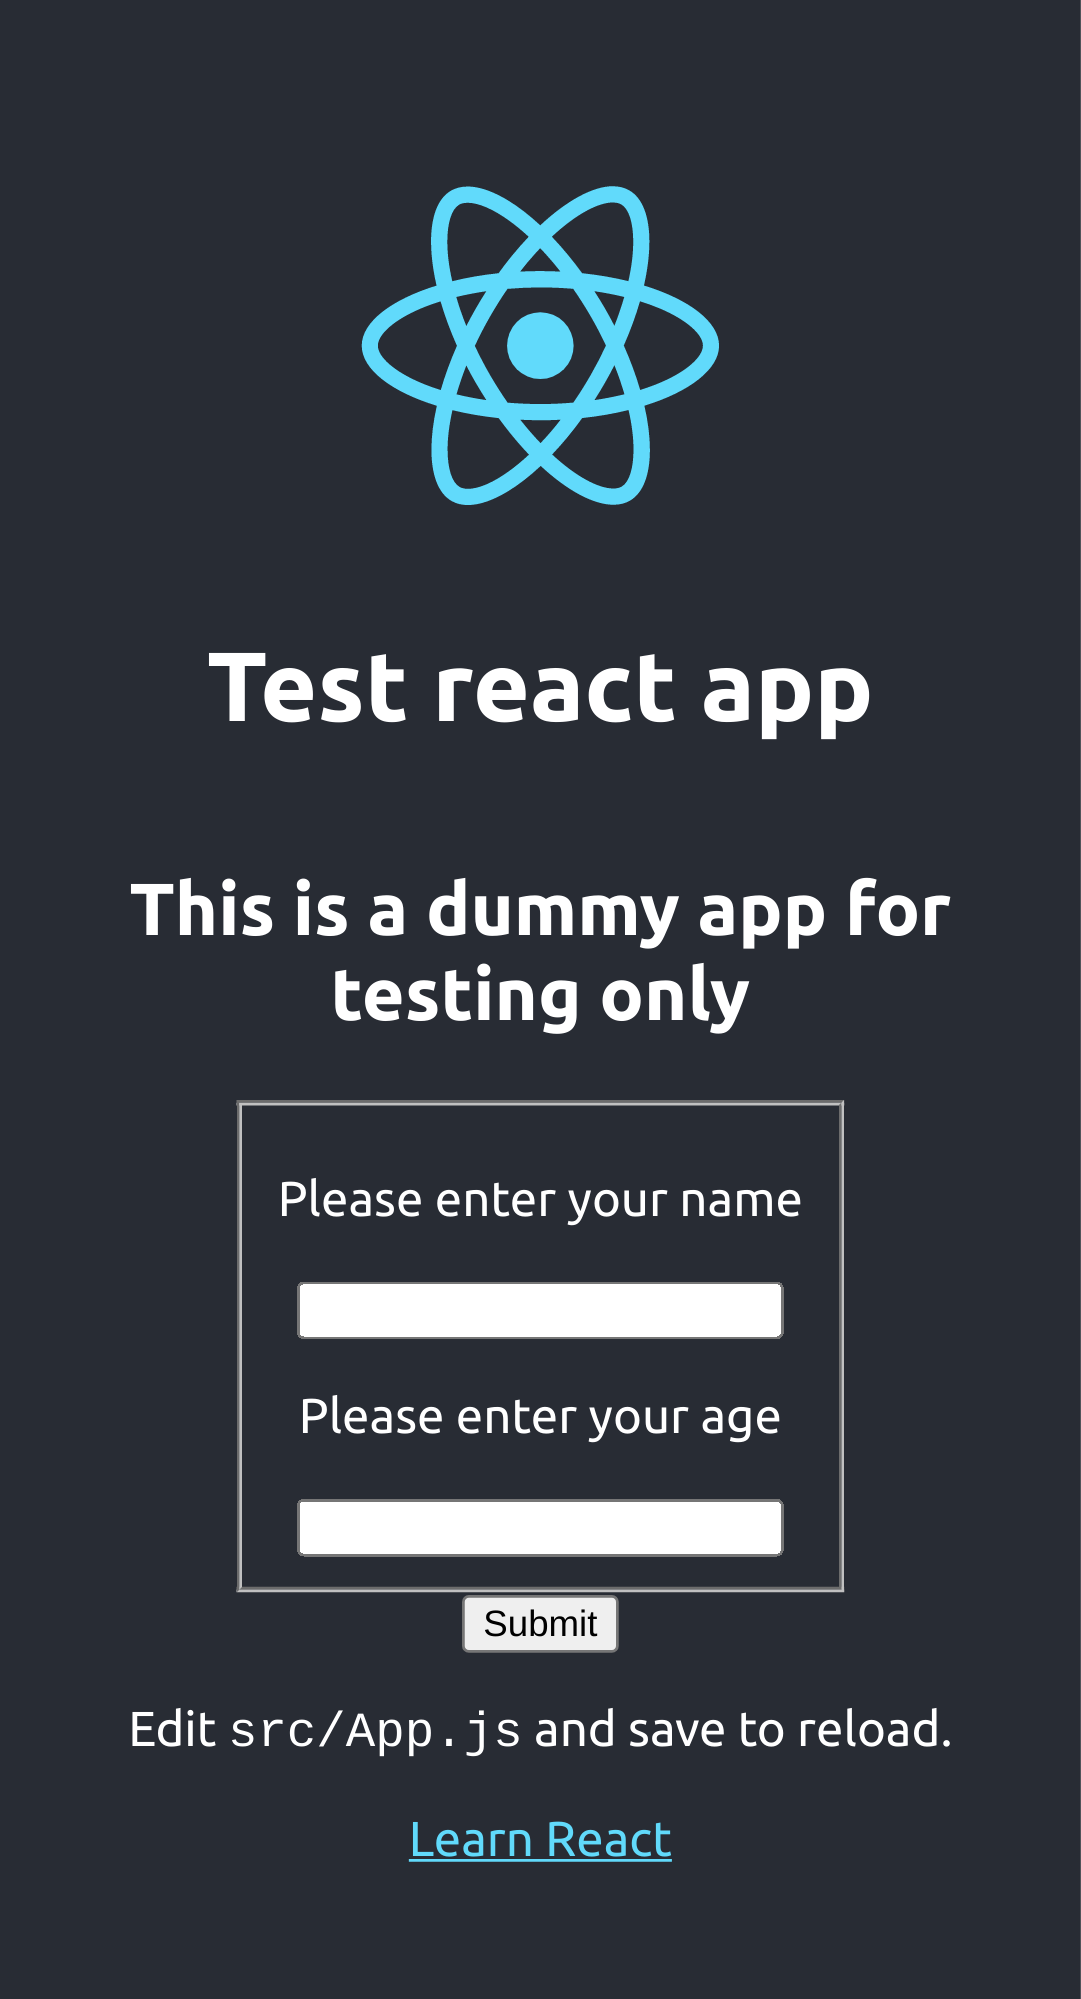 Test react app
This is a dummy app for
testing only
Please enter your name
Please enter your age
Submit
Edit src/App.js and save to reload.
Learn React